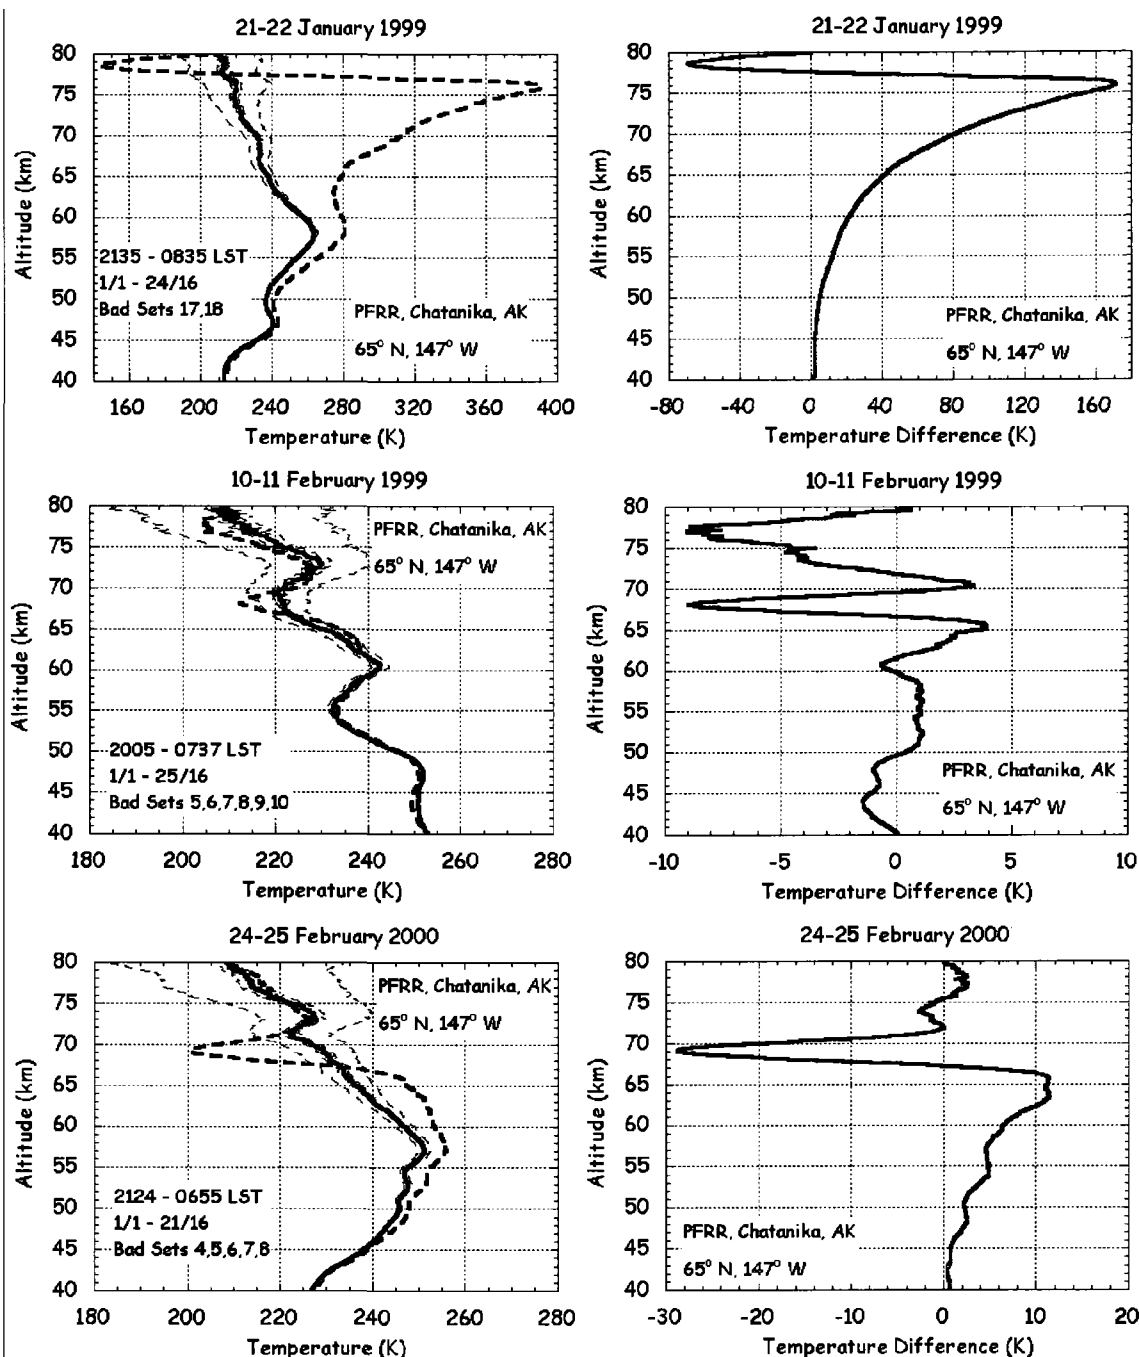 21-22 January 1999
80
75
70
65
60
55
50
45
40
Altitude (km)
2135 - 0835 LST
1/1 - 24/16
Bad Sets 17,18
PFRR, Chatanika, AK
65° N, 147° W
160 200 240 280 320 360 400
Temperature (K)
21-22 January 1999
80
75
70
65
60
55
50
45
40
Altitude (km)
PFRR, Chatanika, AK
65° N, 147° W
-80 -40 0 40 80 120 160
Temperature Difference (K)
10-11 February 1999
80
75
70
65
60
55
50
45
40
Altitude (km)
PFRR, Chatanika, AK
65° N, 147° W
2005 - 0737 LST
1/1 - 25/16
Bad Sets 5,6,7,8,9,10
180 200 220 240 260 280
Temperature (K)
10-11 February 1999
80
75
70
65
60
55
50
45
40
Altitude (km)
PFRR, Chatanika, AK
65° N, 147° W
-10 -5 0 5 10
Temperature Difference (K)
24-25 February 2000
80
75
70
65
60
55
50
45
40
Altitude (km)
PFRR, Chatanika, AK
65° N, 147° W
2124 - 0655 LST
1/1 - 21/16
Bad Sets 4,5,6,7,8
180 200 220 240 260 280
Temperature (K)
24-25 February 2000
80
75
70
65
60
55
50
45
40
Altitude (km)
PFRR, Chatanika, AK
65° N, 147° W
-30 -20 -10 0 10 20
Temperature Difference (K)